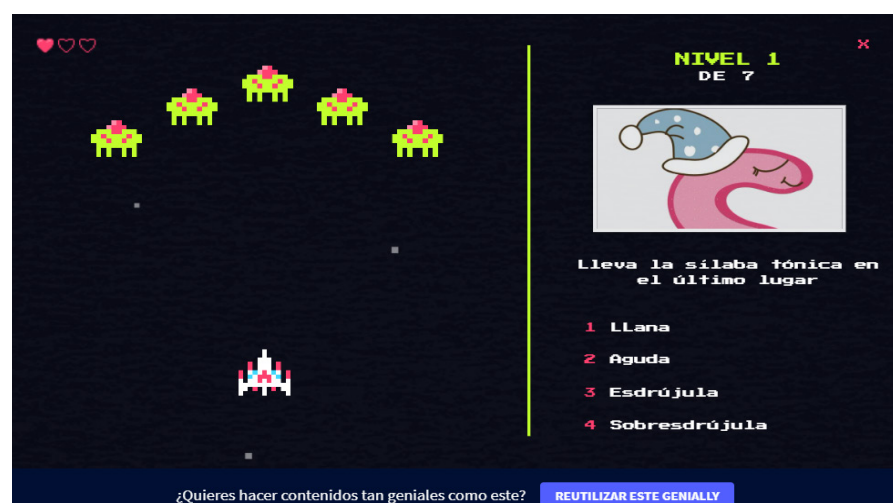 NIVEL 1
DE 7
Lleva la sílaba tónica en
el último lugar
1 LLana
2 Aguda
3 Esdrújula
4 Sobresdrújula
¿Quieres hacer contenidos tan geniales como este? REUTILIZAR ESTE GENIALLY